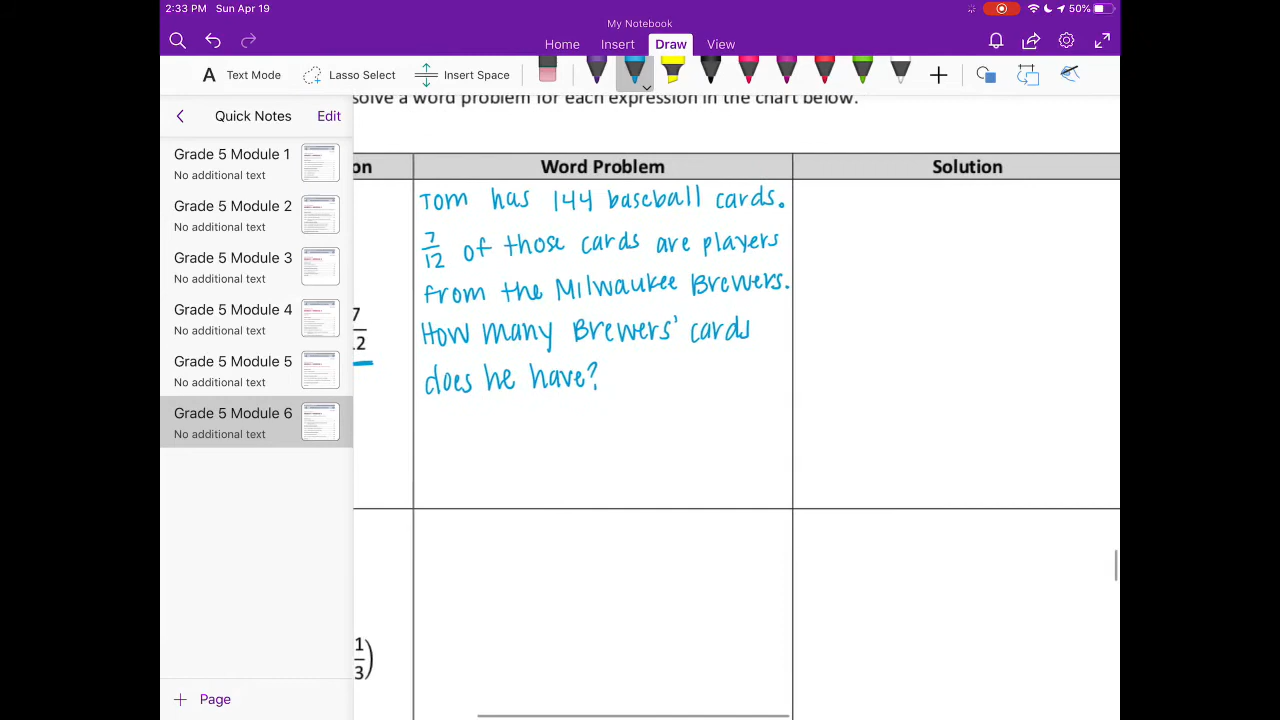 2:33 PM Sun Apr 19
50%
My Notebook
Home Insert Draw View
Text Mode Lasso Select Insert Space
Quick Notes Edit
Grade 5 Module 1
No additional text
Grade 5 Module 2
No additional text
Grade 5 Module 3
No additional text
Grade 5 Module 4
No additional text
Grade 5 Module 5
No additional text
Grade 5 Module 6
No additional text
Page
solve a word problem for each expression in the chart below.
on Word Problem Solution
7
.2
Tom has 144 baseball cards.
7/12 of those cards are players
from the Milwaukee Brewers.
How many Brewers' cards
does he have?
1
3)